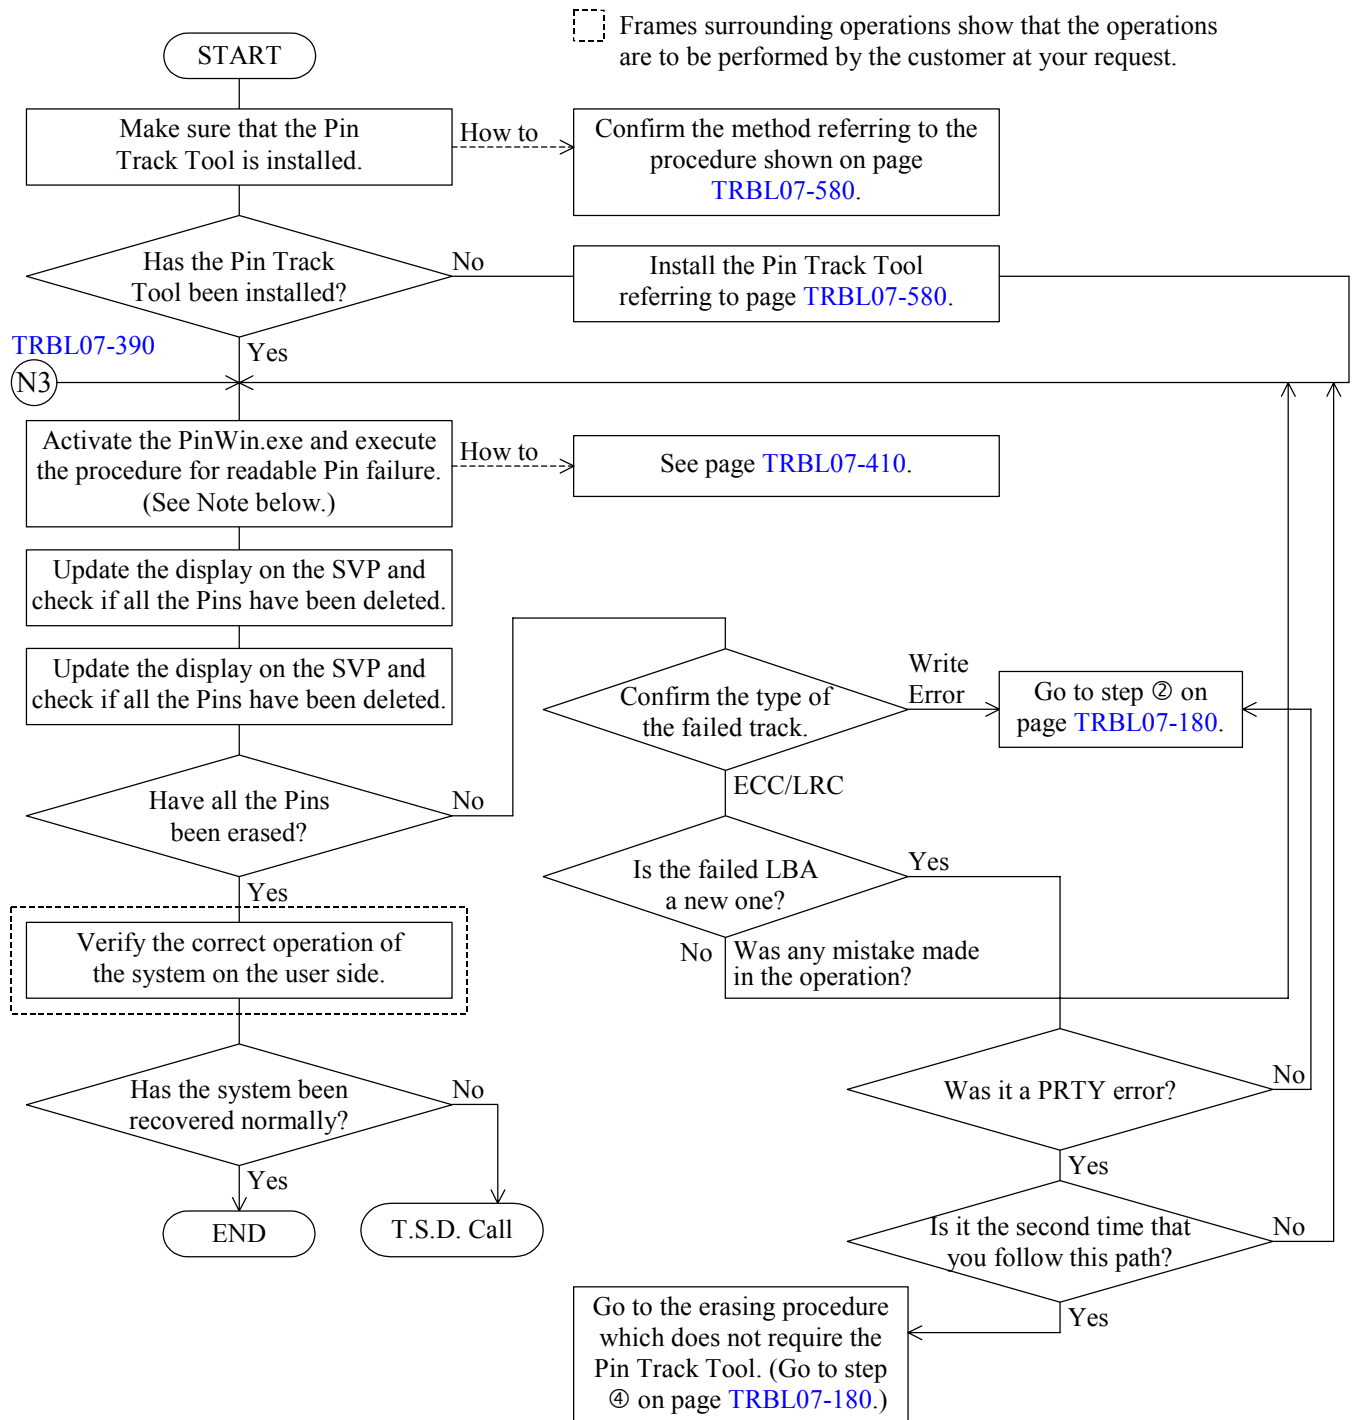 Frames surrounding operations show that the operations
are to be performed by the customer at your request.
START
Make sure that the Pin
Track Tool is installed.
How to
Confirm the method referring to the
procedure shown on page
TRBL07-580.
Has the Pin Track
Tool been installed?
No
Install the Pin Track Tool
referring to page TRBL07-580.
Yes
TRBL07-390
N3
Activate the PinWin.exe and execute
the procedure for readable Pin failure.
(See Note below.)
How to
See page TRBL07-410.
Update the display on the SVP and
check if all the Pins have been deleted.
Update the display on the SVP and
check if all the Pins have been deleted.
Have all the Pins
been erased?
No
Yes
Confirm the type of
the failed track.
Write
Error
Go to step ② on
page TRBL07-180.
ECC/LRC
Is the failed LBA
a new one?
Yes
No
Was any mistake made
in the operation?
Verify the correct operation of
the system on the user side.
Has the system been
recovered normally?
No
Yes
END
T.S.D. Call
Was it a PRTY error?
No
Yes
Is it the second time that
you follow this path?
No
Yes
Go to the erasing procedure
which does not require the
Pin Track Tool. (Go to step
④ on page TRBL07-180.)